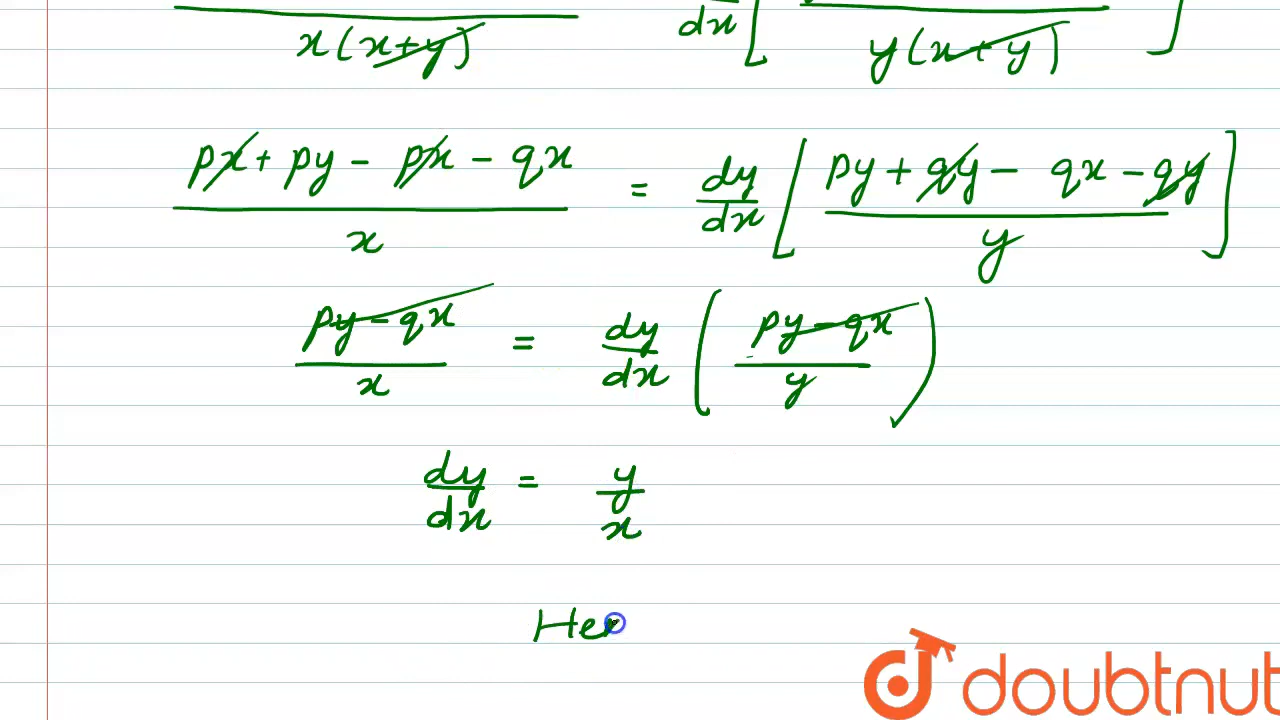 x(x+y) dx [ y(x+y) ]
px + py - px - qx / x = dy/dx [ py + qy - qx - qy / y ]
py - qx / x = dy/dx ( py - qx / y )
dy/dx = y/x
Her
doubtnut